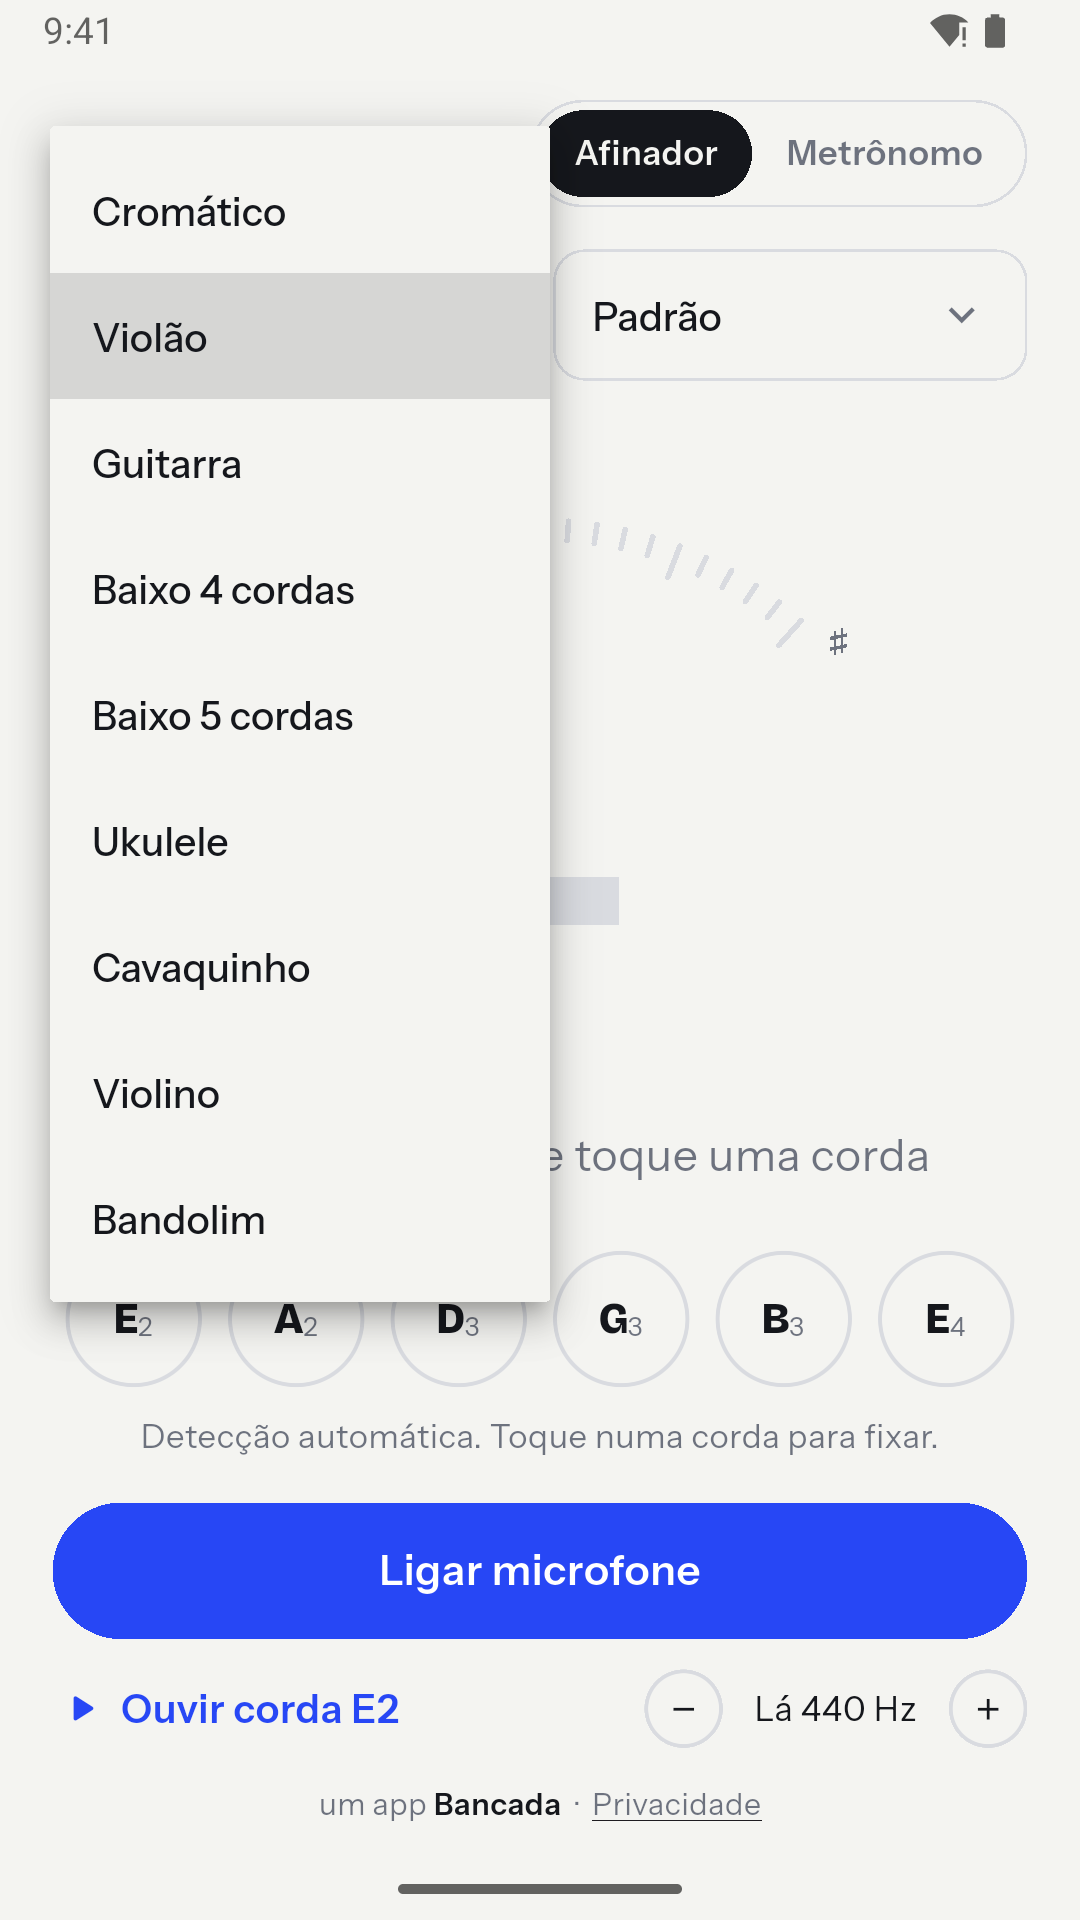 9:41
Afinador
Metrônomo
Cromático
Violão
Padrão
Guitarra
Baixo 4 cordas
♯
Baixo 5 cordas
Ukulele
Cavaquinho
Violino
e toque uma corda
Bandolim
E2 A2 D3 G3 B3 E4
Detecção automática. Toque numa corda para fixar.
Ligar microfone
Ouvir corda E2
− Lá 440 Hz +
um app Bancada · Privacidade